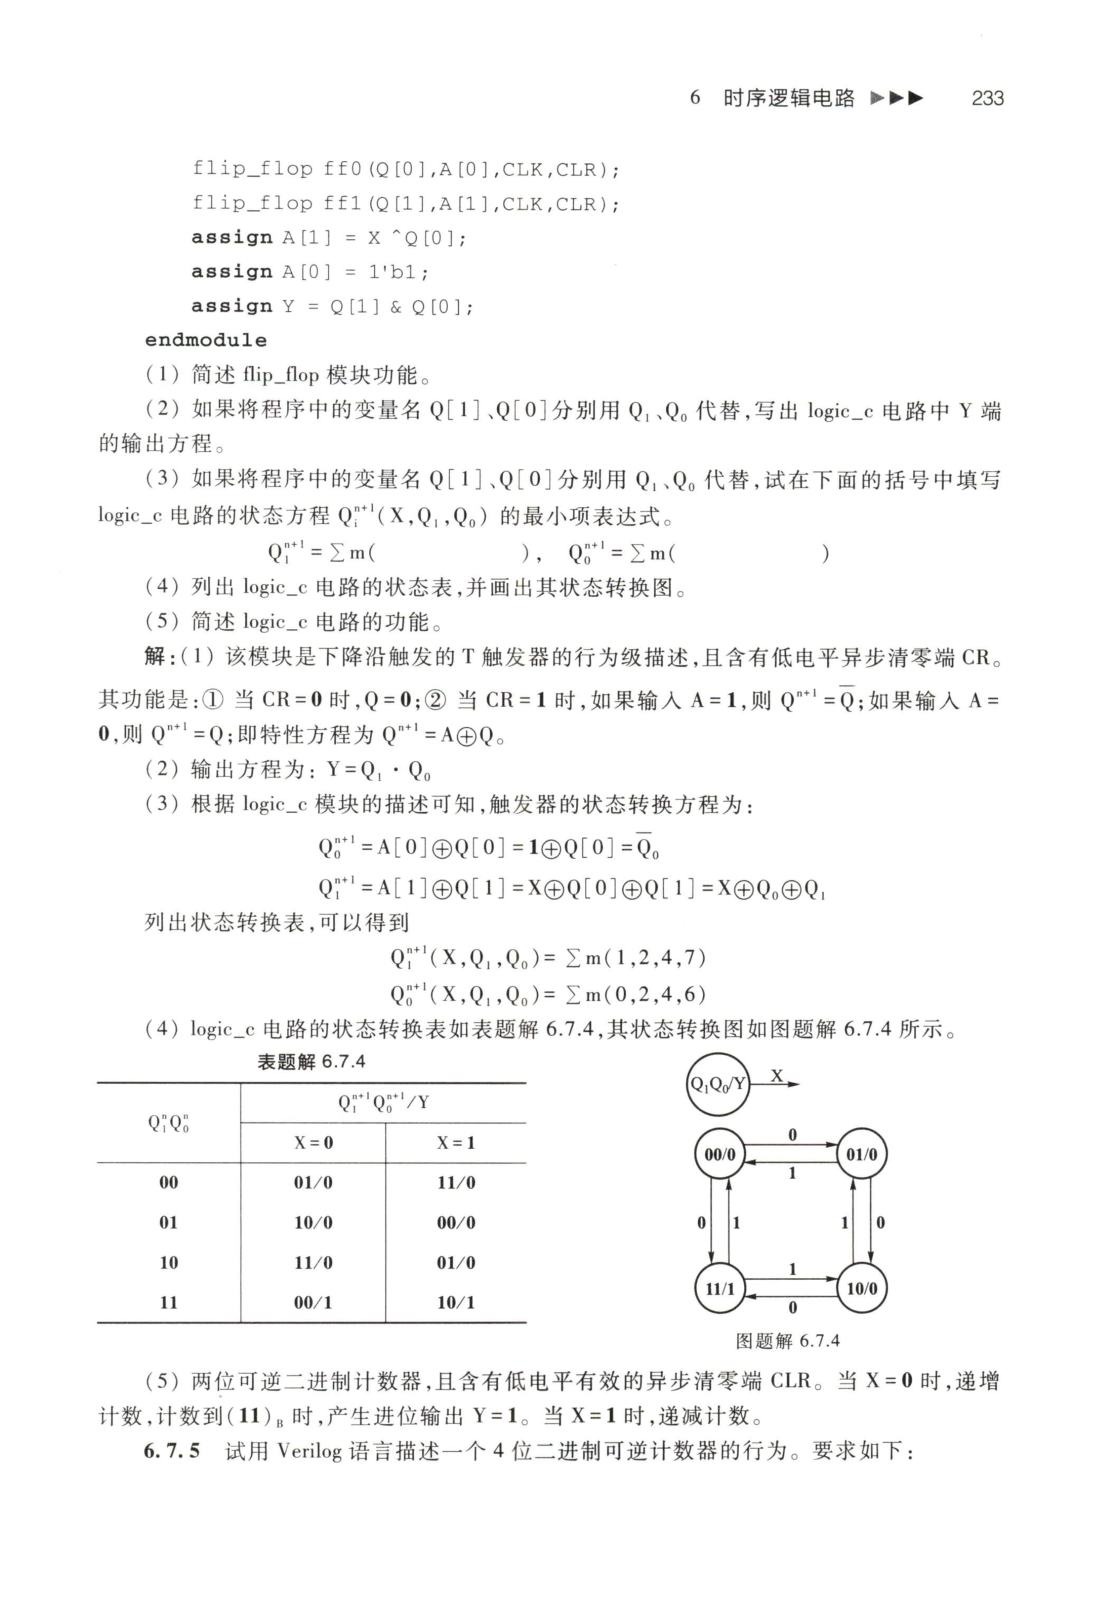 6 时序逻辑电路 ▶▶▶ 233
flip_flop ff0(Q[0],A[0],CLK,CLR);
flip_flop ff1(Q[1],A[1],CLK,CLR);
assign A[1] = X ^Q[0];
assign A[0] = 1'b1;
assign Y = Q[1] & Q[0];
endmodule
(1) 简述 flip_flop 模块功能。
(2) 如果将程序中的变量名 Q[1]、Q[0]分别用 Q₁、Q₀ 代替,写出 logic_c 电路中 Y 端
的输出方程。
(3) 如果将程序中的变量名 Q[1]、Q[0]分别用 Q₁、Q₀ 代替,试在下面的括号中填写
logic_c 电路的状态方程 Qᵢⁿ⁺¹(X,Q₁,Q₀) 的最小项表达式。
Q₁ⁿ⁺¹=∑m( ), Q₀ⁿ⁺¹=∑m( )
(4) 列出 logic_c 电路的状态表,并画出其状态转换图。
(5) 简述 logic_c 电路的功能。
解:(1) 该模块是下降沿触发的 T 触发器的行为级描述,且含有低电平异步清零端 CR。
其功能是:① 当 CR=0 时,Q=0;② 当 CR=1 时,如果输入 A=1,则 Qⁿ⁺¹=Q̅;如果输入 A=
0,则 Qⁿ⁺¹=Q;即特性方程为 Qⁿ⁺¹=A⊕Q。
(2) 输出方程为: Y=Q₁·Q₀
(3) 根据 logic_c 模块的描述可知,触发器的状态转换方程为:
Q₀ⁿ⁺¹=A[0]⊕Q[0]=1⊕Q[0]=Q̅₀
Q₁ⁿ⁺¹=A[1]⊕Q[1]=X⊕Q[0]⊕Q[1]=X⊕Q₀⊕Q₁
列出状态转换表,可以得到
Q₁ⁿ⁺¹(X,Q₁,Q₀)= ∑m(1,2,4,7)
Q₀ⁿ⁺¹(X,Q₁,Q₀)= ∑m(0,2,4,6)
(4) logic_c 电路的状态转换表如表题解 6.7.4,其状态转换图如图题解 6.7.4 所示。
表题解 6.7.4
Q₁ⁿQ₀ⁿ Q₁ⁿ⁺¹Q₀ⁿ⁺¹/Y
X=0 X=1
00 01/0 11/0
01 10/0 00/0
10 11/0 01/0
11 00/1 10/1
Q₁Q₀/Y X
0
00/0 01/0
1
0 1 1 0
1
11/1 10/0
0
图题解 6.7.4
(5) 两位可逆二进制计数器,且含有低电平有效的异步清零端 CLR。当 X=0 时,递增
计数,计数到(11)B 时,产生进位输出 Y=1。当 X=1 时,递减计数。
6.7.5 试用 Verilog 语言描述一个 4 位二进制可逆计数器的行为。要求如下: